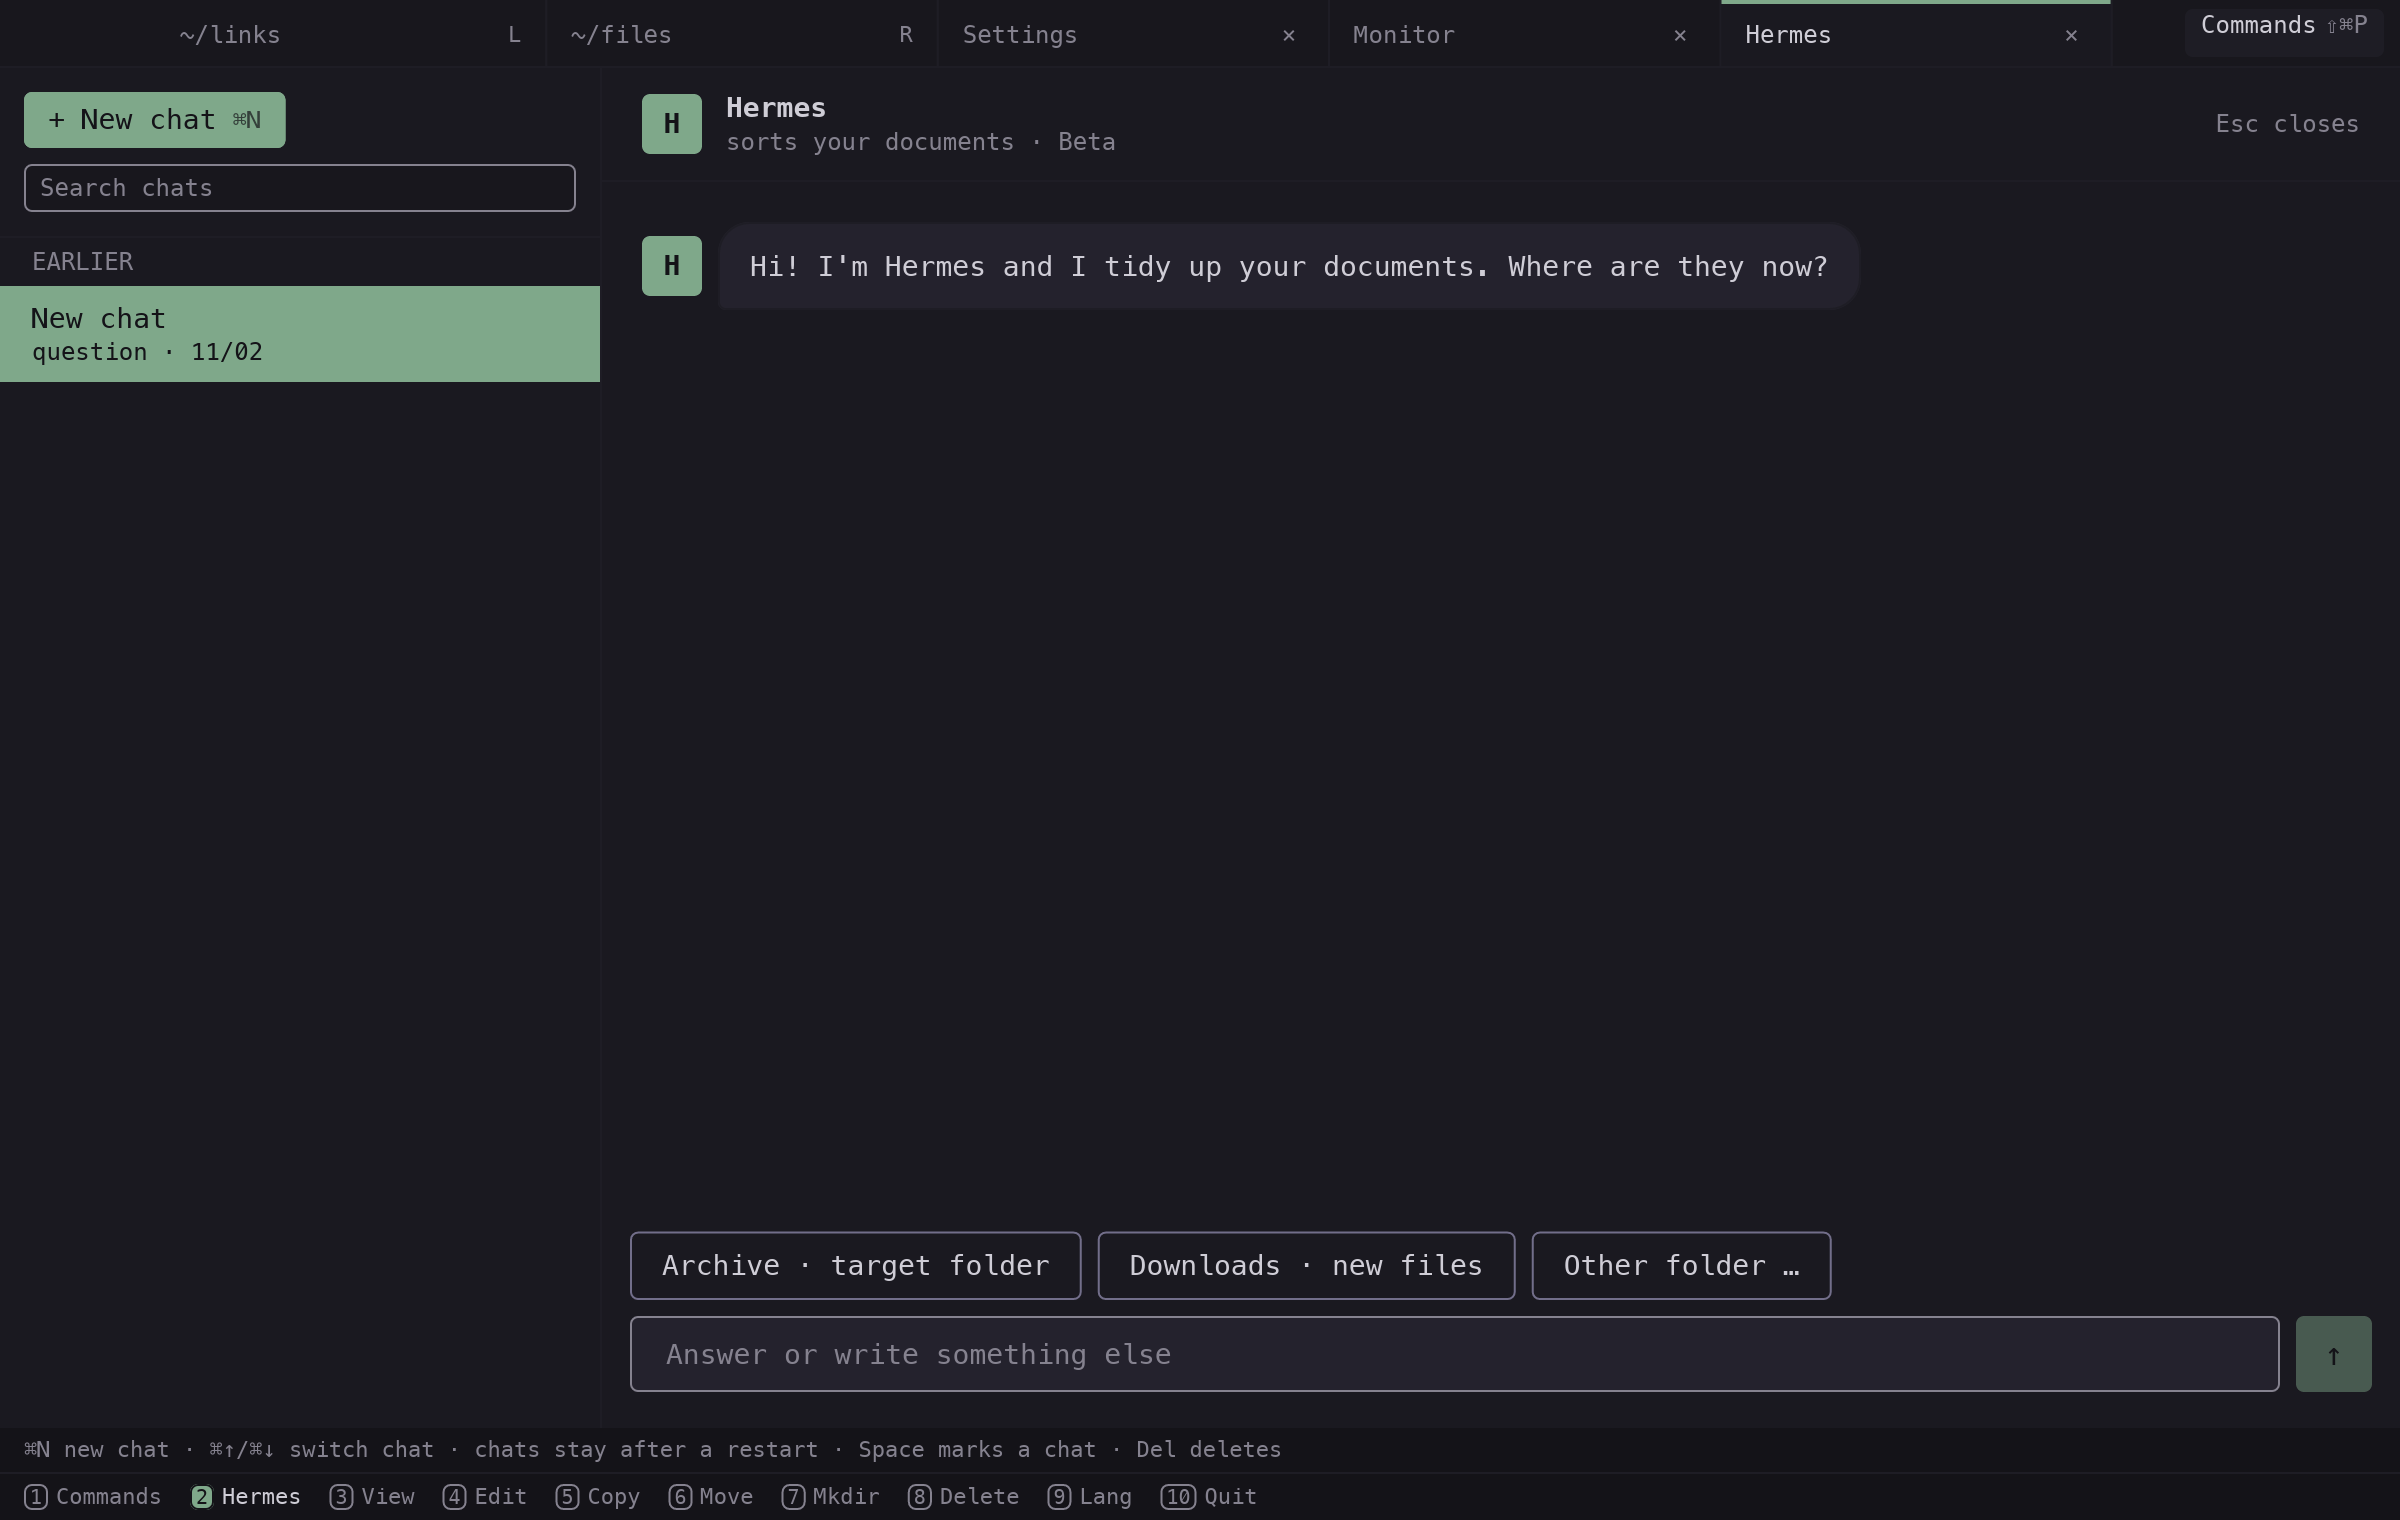 ~/links L ~/files R Settings × Monitor × Hermes × Commands ⇧⌘P
+ New chat ⌘N
Search chats
EARLIER
New chat
question · 11/02
H Hermes
sorts your documents · Beta
Esc closes
H Hi! I'm Hermes and I tidy up your documents. Where are they now?
Archive · target folder Downloads · new files Other folder …
Answer or write something else ↑
⌘N new chat · ⌘↑/⌘↓ switch chat · chats stay after a restart · Space marks a chat · Del deletes
1 Commands 2 Hermes 3 View 4 Edit 5 Copy 6 Move 7 Mkdir 8 Delete 9 Lang 10 Quit